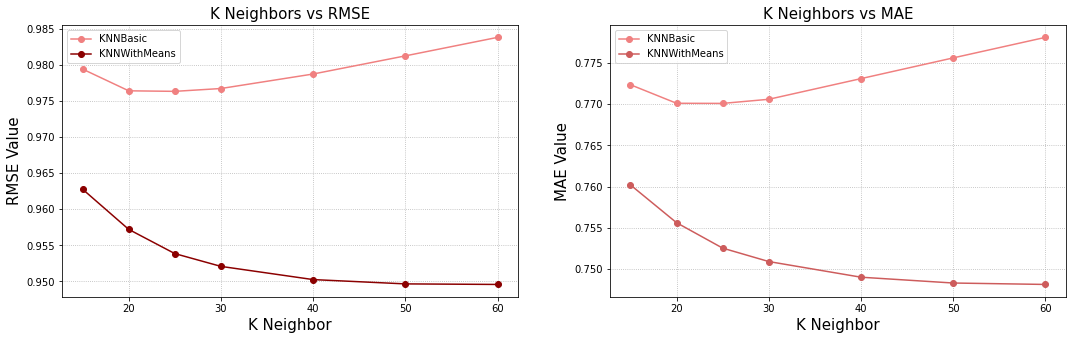 K Neighbors vs RMSE
KNNBasic
KNNWithMeans
RMSE Value
0.985
0.980
0.975
0.970
0.965
0.960
0.955
0.950
20 30 40 50 60
K Neighbor
K Neighbors vs MAE
KNNBasic
KNNWithMeans
MAE Value
0.775
0.770
0.765
0.760
0.755
0.750
20 30 40 50 60
K Neighbor